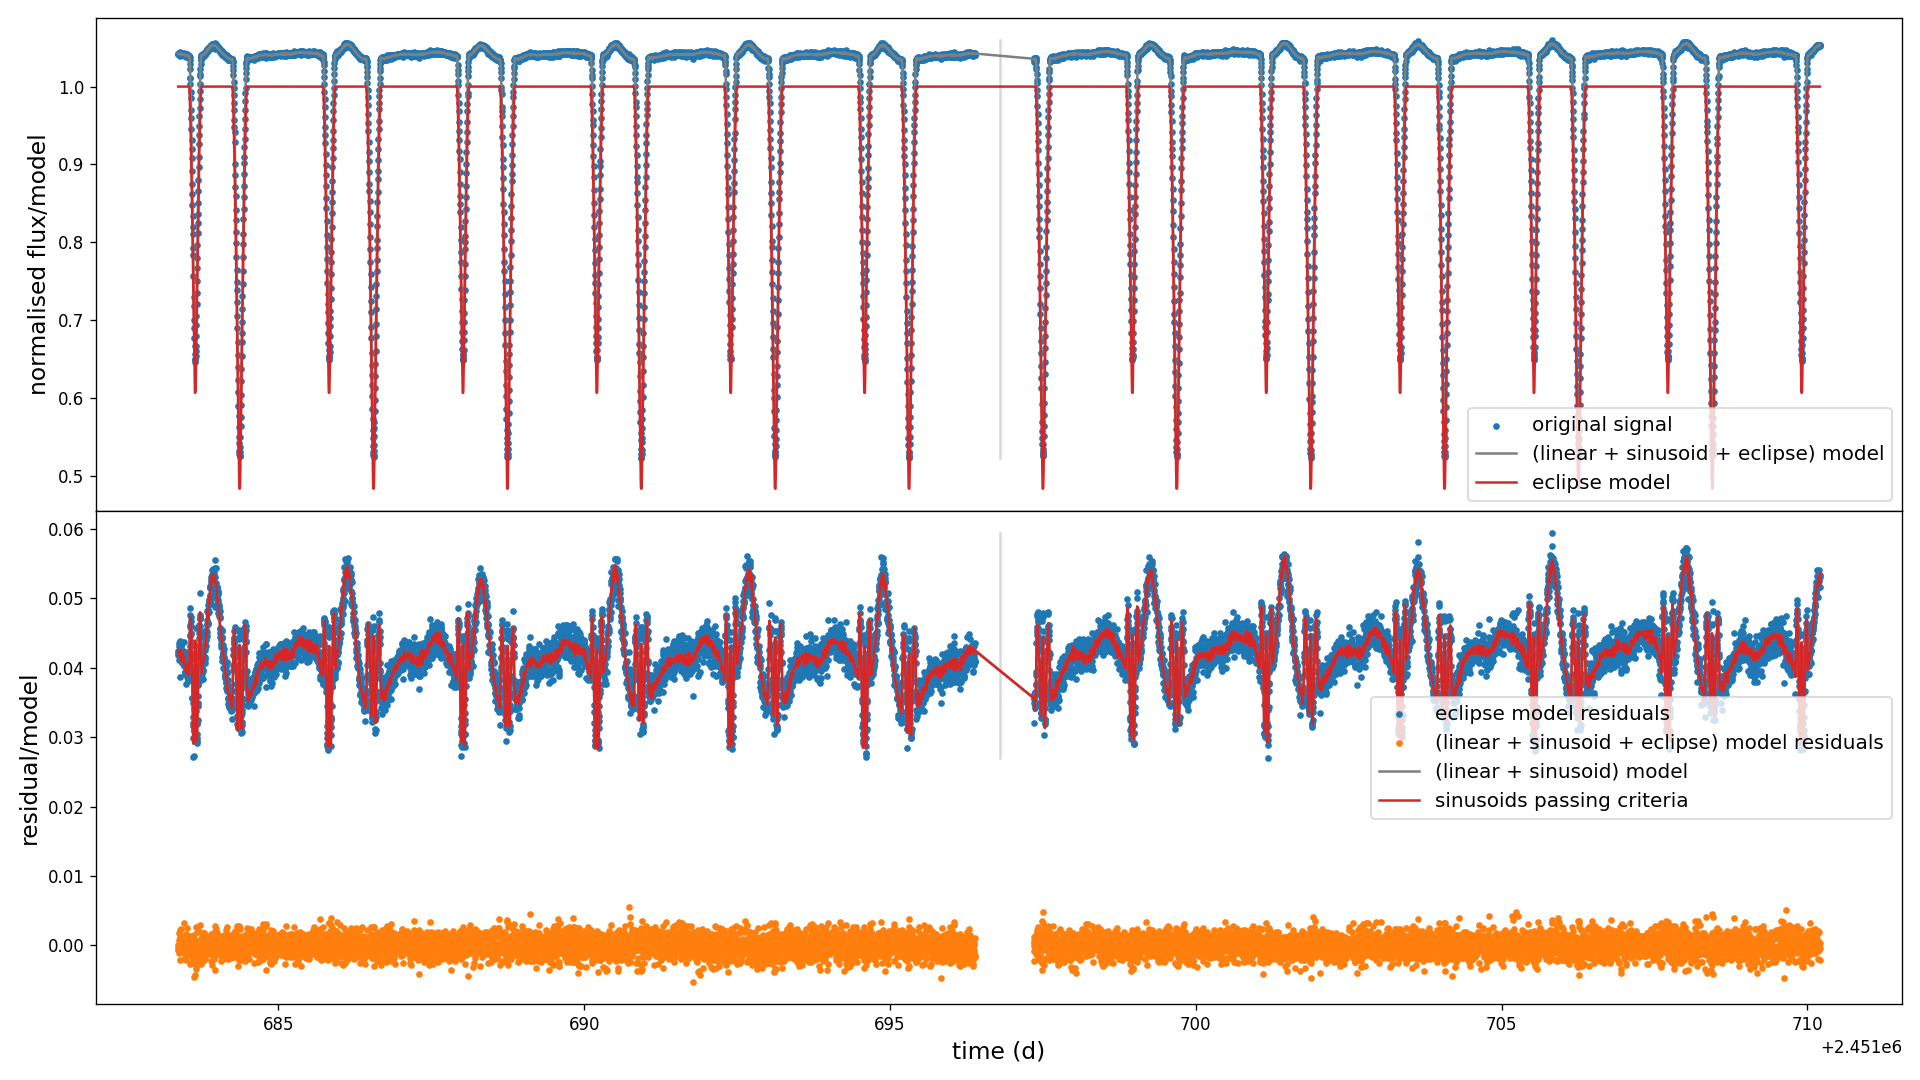 normalised flux/model
1.0
0.9
0.8
0.7
0.6
0.5
original signal
(linear + sinusoid + eclipse) model
eclipse model
residual/model
0.06
0.05
0.04
0.03
0.02
0.01
0.00
eclipse model residuals
(linear + sinusoid + eclipse) model residuals
(linear + sinusoid) model
sinusoids passing criteria
685
690
695
700
705
710
time (d)
+2.451e6